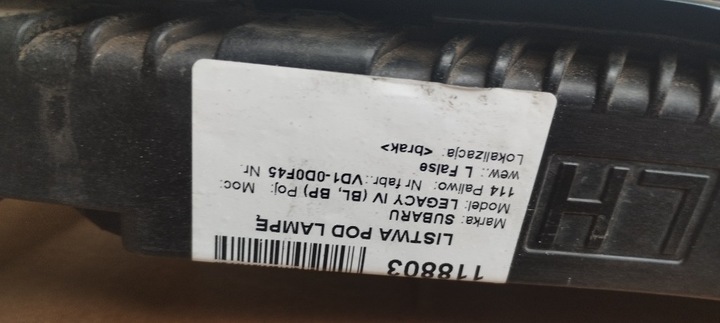 118803
LISTWA POD LAMPĘ
Marka: SUBARU
Model: LEGACY IV (BL, BP) Poj: Moc:
114 Paliwo: Nr fabr.: VD1-0D0F45 Nr
wew.: L False
Lokalizacja: <brak>
LH